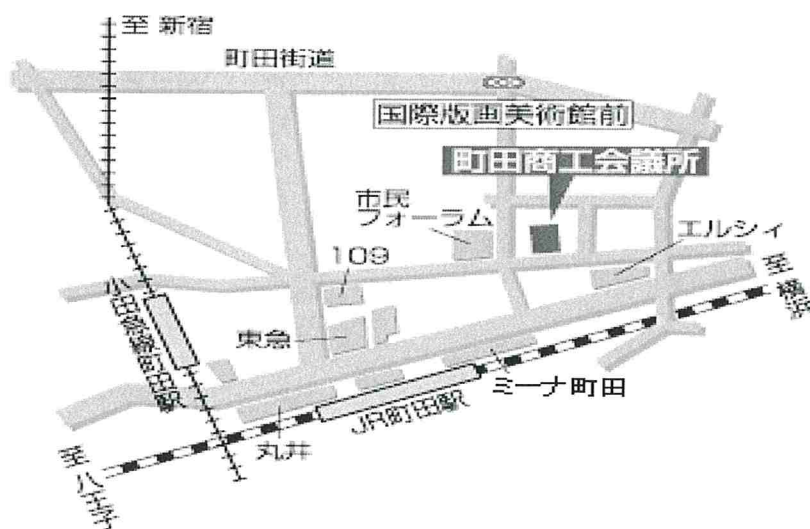 至 新宿
町田街道
国際版画美術館前
町田商工会議所
市民
フォーラム
エルシィ
109
至 横浜
小田急線町田駅
東急
ミーナ町田
JR町田駅
丸井
至 八王子